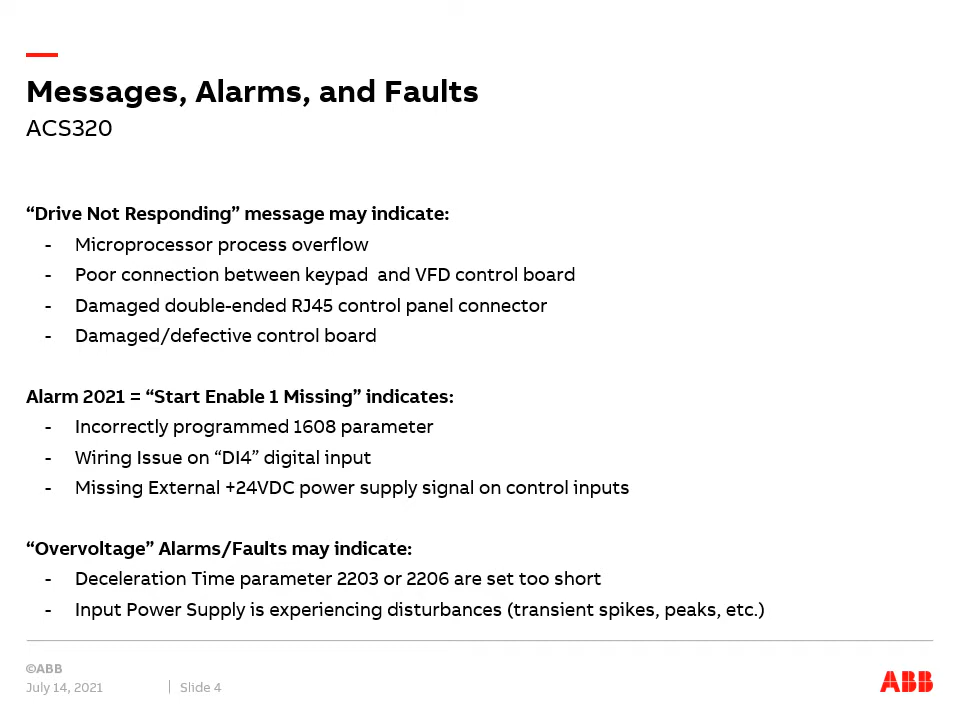 Messages, Alarms, and Faults
ACS320
“Drive Not Responding” message may indicate:
- Microprocessor process overflow
- Poor connection between keypad  and VFD control board
- Damaged double-ended RJ45 control panel connector
- Damaged/defective control board
Alarm 2021 = “Start Enable 1 Missing” indicates:
- Incorrectly programmed 1608 parameter
- Wiring Issue on “DI4” digital input
- Missing External +24VDC power supply signal on control inputs
“Overvoltage” Alarms/Faults may indicate:
- Deceleration Time parameter 2203 or 2206 are set too short
- Input Power Supply is experiencing disturbances (transient spikes, peaks, etc.)
©ABB
July 14, 2021 | Slide 4
ABB